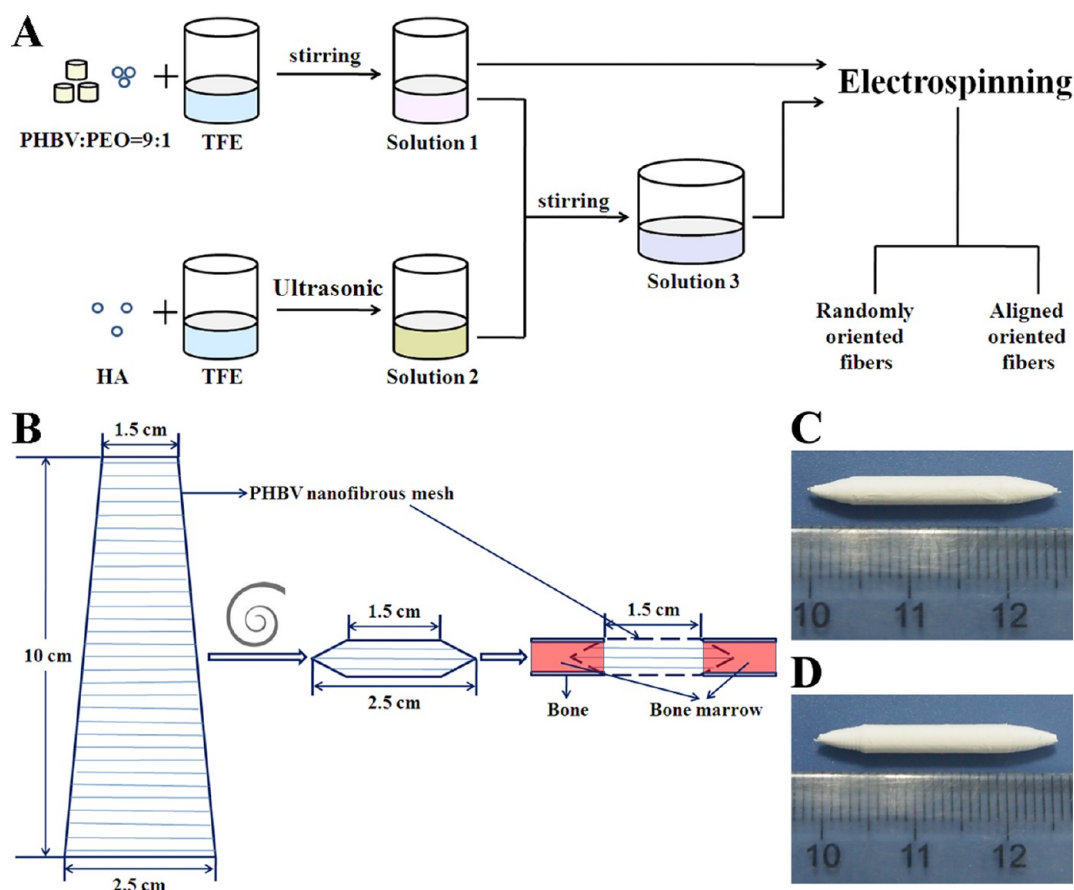 A
PHBV:PEO=9:1
+
TFE
stirring
Solution 1
Electrospinning
HA
+
TFE
Ultrasonic
Solution 2
stirring
Solution 3
Randomly
oriented
fibers
Aligned
oriented
fibers
B
1.5 cm
10 cm
2.5 cm
PHBV nanofibrous mesh
1.5 cm
2.5 cm
1.5 cm
Bone
Bone marrow
C
10 11 12
D
10 11 12